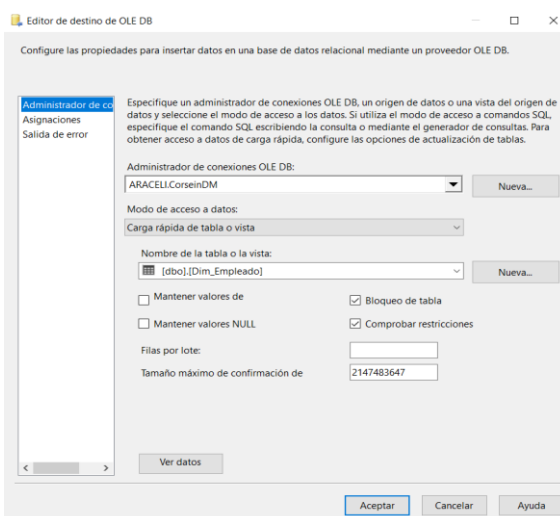 Editor de destino de OLE DB
Configure las propiedades para insertar datos en una base de datos relacional mediante un proveedor OLE DB.
Administrador de co
Asignaciones
Salida de error
Especifique un administrador de conexiones OLE DB, un origen de datos o una vista del origen de
datos y seleccione el modo de acceso a los datos. Si utiliza el modo de acceso a comandos SQL,
especifique el comando SQL escribiendo la consulta o mediante el generador de consultas. Para
obtener acceso a datos de carga rápida, configure las opciones de actualización de tablas.
Administrador de conexiones OLE DB:
ARACELI.CorseinDM
Nueva...
Modo de acceso a datos:
Carga rápida de tabla o vista
Nombre de la tabla o la vista:
[dbo].[Dim_Empleado]
Nueva...
Mantener valores de
Bloqueo de tabla
Mantener valores NULL
Comprobar restricciones
Filas por lote:
Tamaño máximo de confirmación de
2147483647
Ver datos
Aceptar
Cancelar
Ayuda